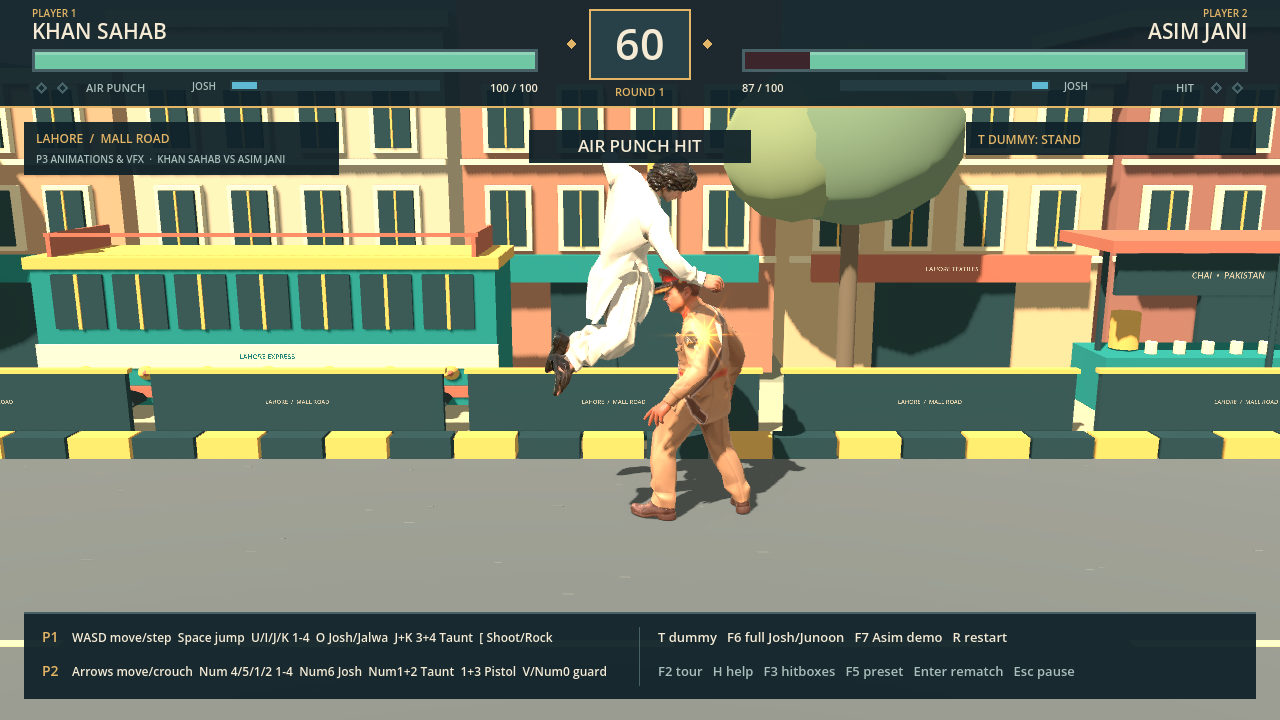 PLAYER 1
KHAN SAHAB
AIR PUNCH
JOSH
100 / 100
60
ROUND 1
PLAYER 2
ASIM JANI
87 / 100
JOSH
HIT
LAHORE / MALL ROAD
P3 ANIMATIONS & VFX · KHAN SAHAB VS ASIM JANI
AIR PUNCH HIT
T DUMMY: STAND
LAHORE TEXTILES
CHAI • PAKISTAN
LAHORE EXPRESS
LAHORE / MALL ROAD
LAHORE / MALL ROAD
LAHORE / MALL ROAD
LAHORE / MALL ROAD
P1 WASD move/step Space jump U/I/J/K 1-4 O Josh/Jalwa J+K 3+4 Taunt [ Shoot/Rock
P2 Arrows move/crouch Num 4/5/1/2 1-4 Num6 Josh Num1+2 Taunt 1+3 Pistol V/Num0 guard
T dummy F6 full Josh/Junoon F7 Asim demo R restart
F2 tour H help F3 hitboxes F5 preset Enter rematch Esc pause